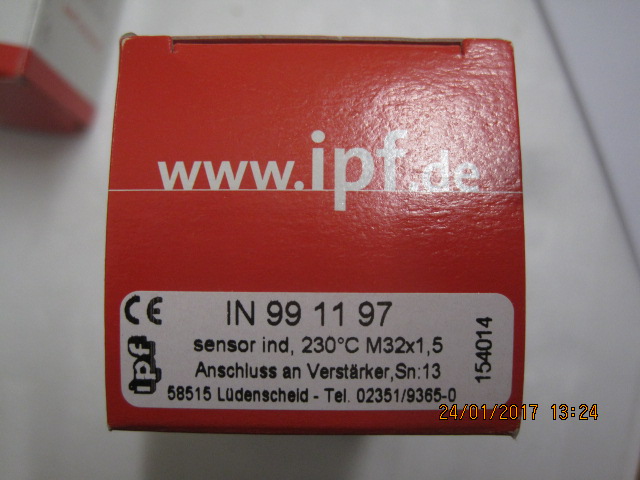 www.ipf.de
CE IN 99 11 97
sensor ind, 230°C M32x1,5
ipf Anschluss an Verstärker,Sn:13
58515 Lüdenscheid - Tel. 02351/9365-0
154014
24/01/2017 13:24